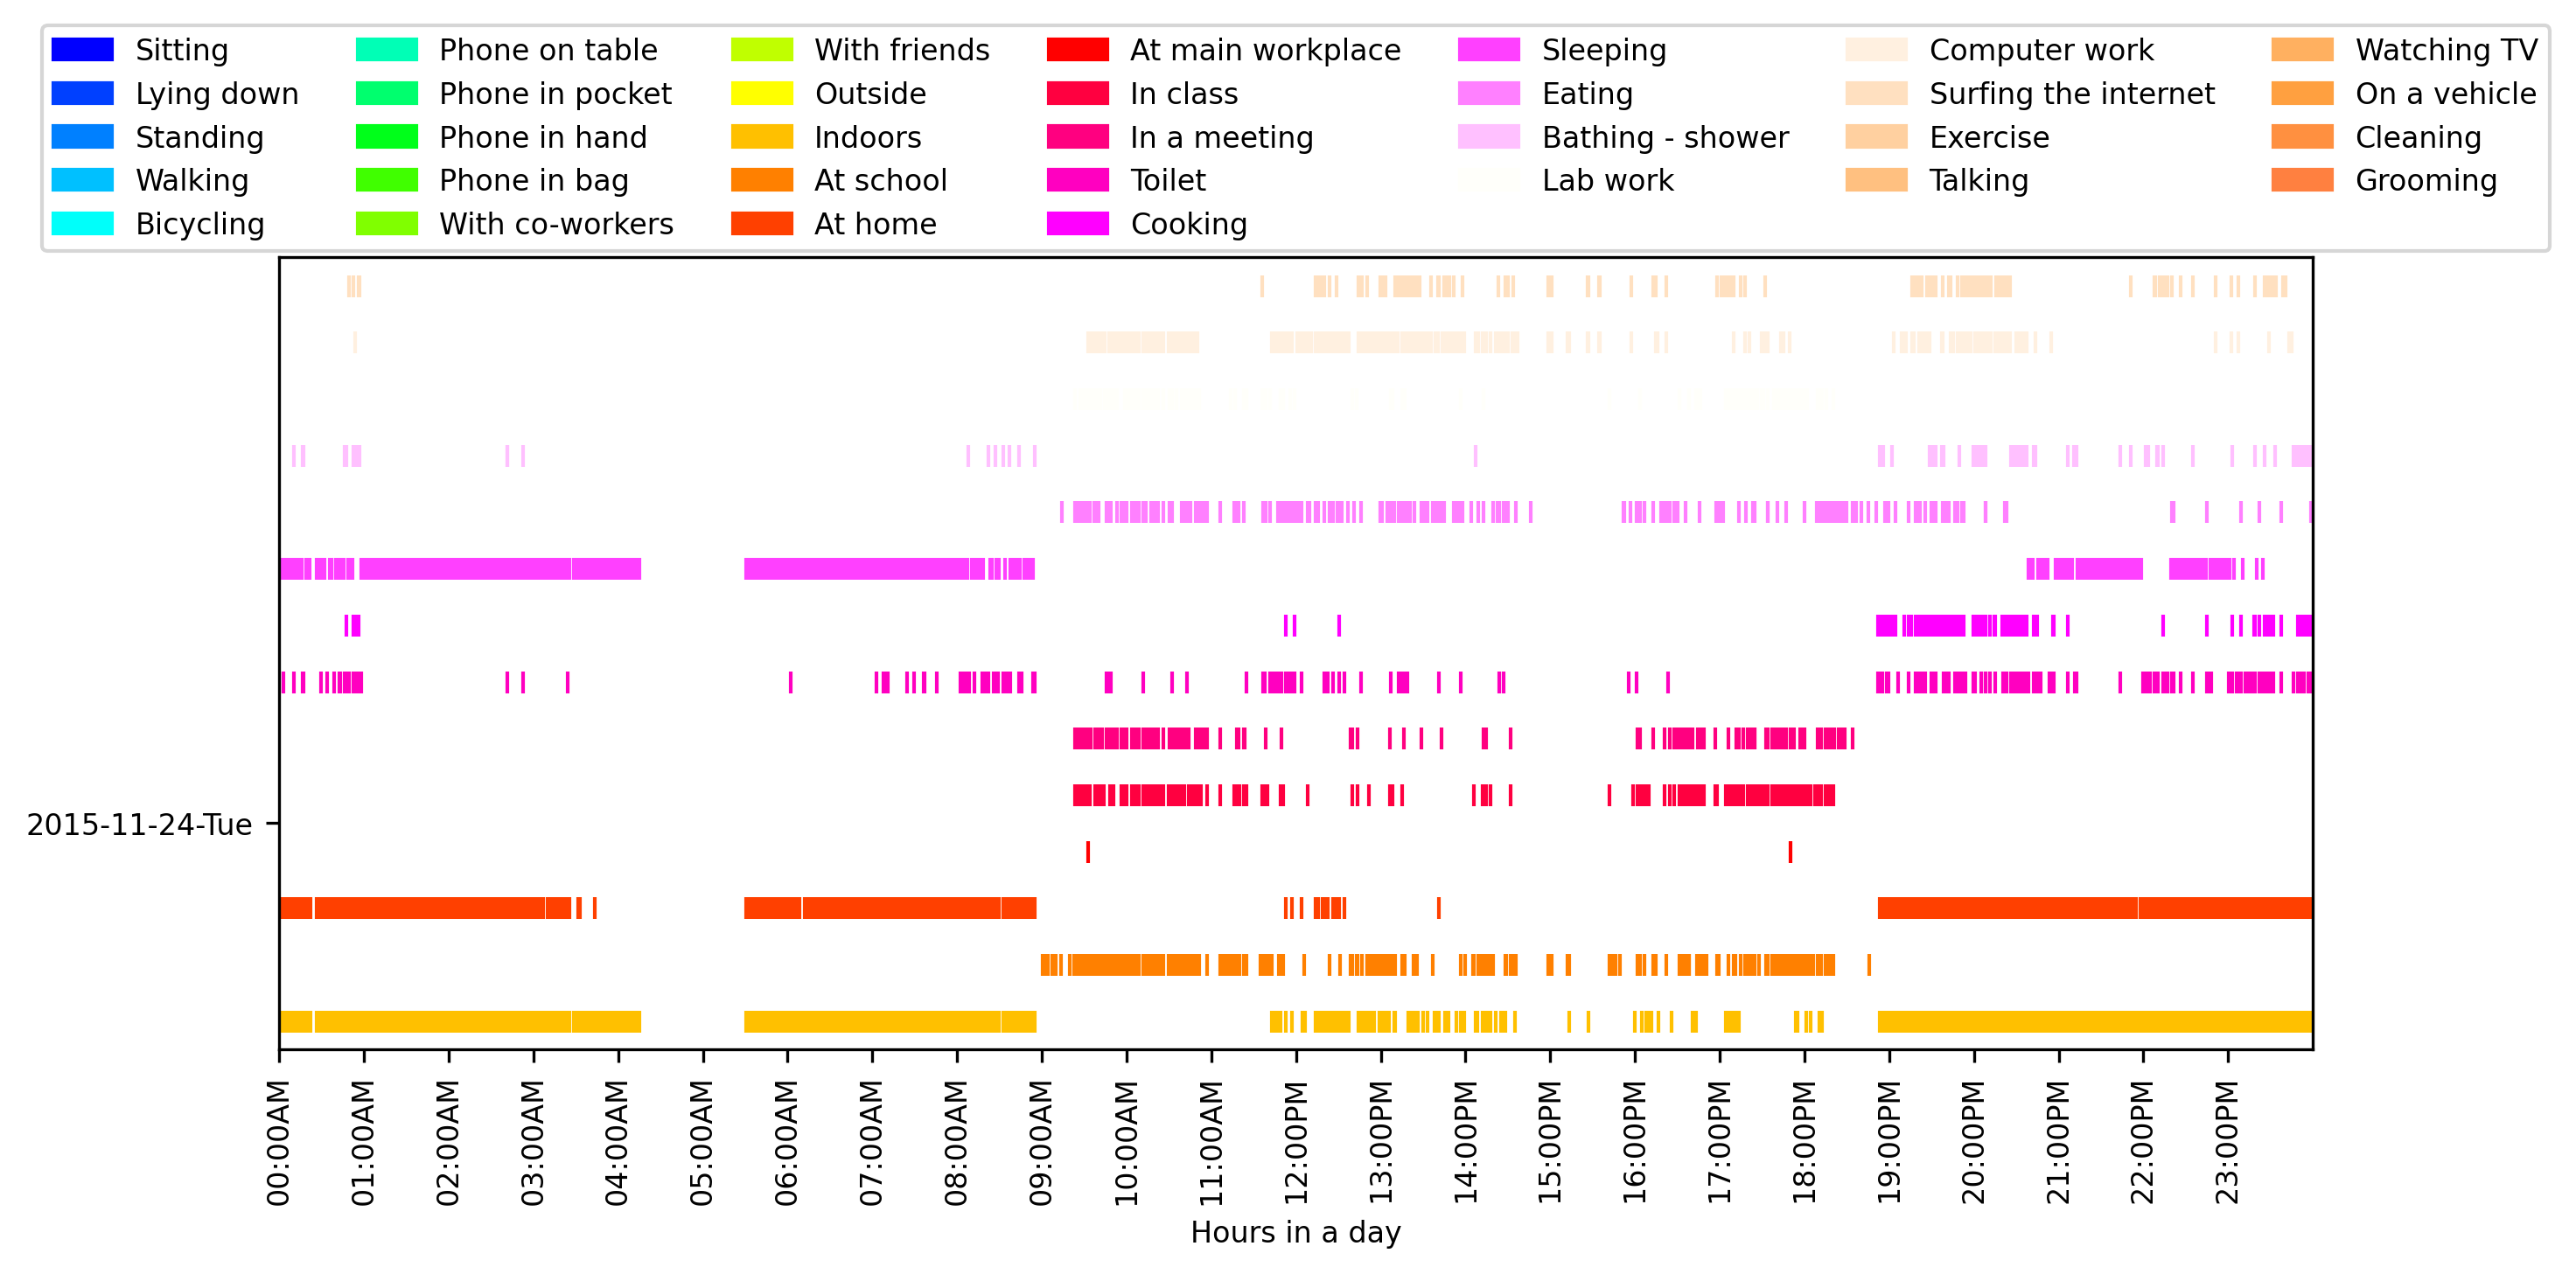 Sitting
Lying down
Standing
Walking
Bicycling
Phone on table
Phone in pocket
Phone in hand
Phone in bag
With co-workers
With friends
Outside
Indoors
At school
At home
At main workplace
In class
In a meeting
Toilet
Cooking
Sleeping
Eating
Bathing - shower
Lab work
Computer work
Surfing the internet
Exercise
Talking
Watching TV
On a vehicle
Cleaning
Grooming
2015-11-24-Tue
00:00AM
01:00AM
02:00AM
03:00AM
04:00AM
05:00AM
06:00AM
07:00AM
08:00AM
09:00AM
10:00AM
11:00AM
12:00PM
13:00PM
14:00PM
15:00PM
16:00PM
17:00PM
18:00PM
19:00PM
20:00PM
21:00PM
22:00PM
23:00PM
Hours in a day